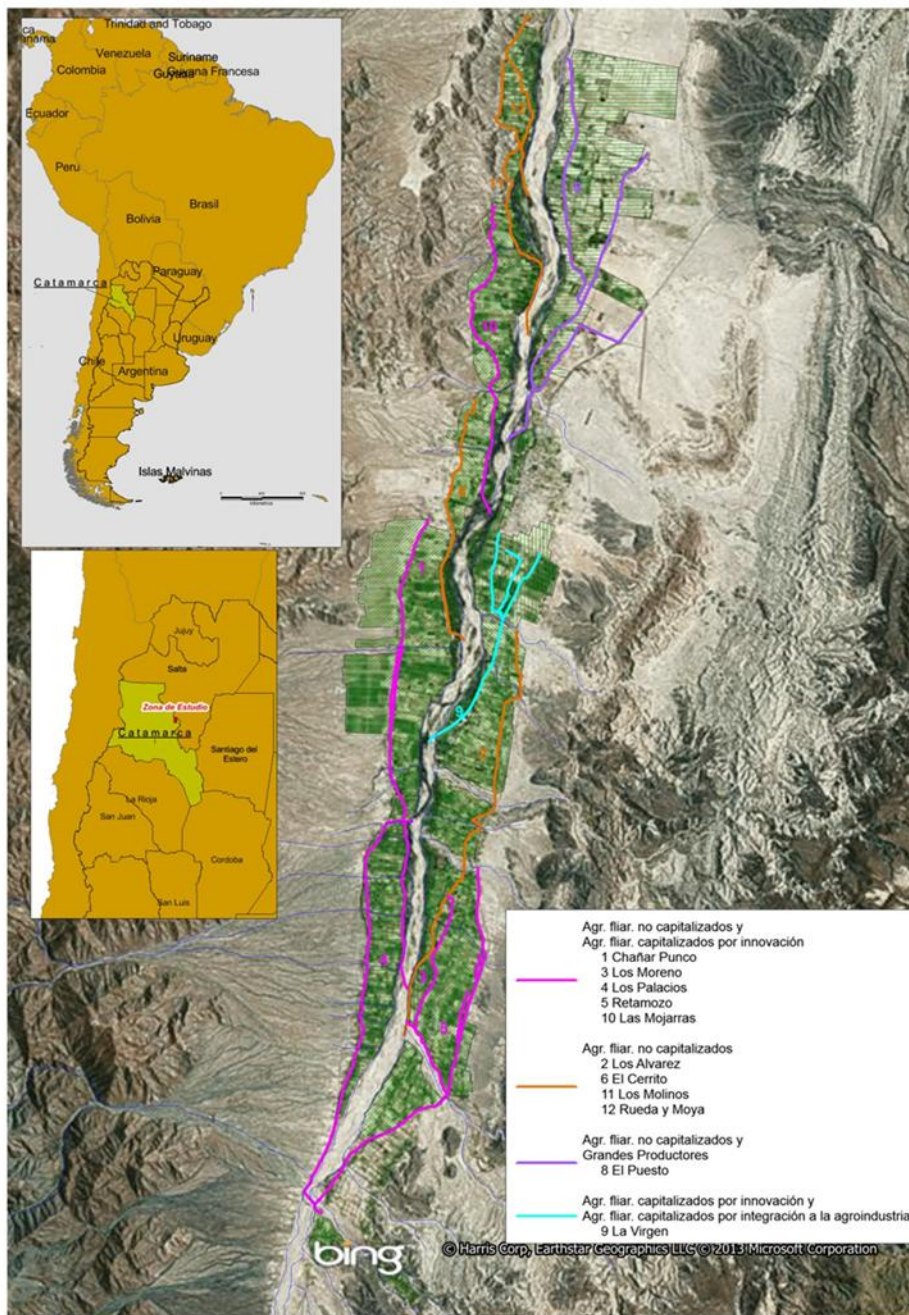 Trinidad and Tobago
Venezuela
Suriname
Guyana
Guyana Francesa
Colombia
Ecuador
Peru
Brasil
Bolivia
Catamarca
Paraguay
Uruguay
Chile
Argentina
Islas Malvinas
Jujuy
Salta
Zona de Estudio
Catamarca
Santiago del
Estero
La Rioja
San Juan
Cordoba
San Luis
10
1
9
4
Agr. fliar. no capitalizados y
Agr. fliar. capitalizados por innovación
1 Chañar Punco
3 Los Moreno
4 Los Palacios
5 Retamozo
10 Las Mojarras
Agr. fliar. no capitalizados
2 Los Alvarez
6 El Cerrito
11 Los Molinos
12 Rueda y Moya
Agr. fliar. no capitalizados y
Grandes Productores
8 El Puesto
Agr. fliar. capitalizados por innovación y
Agr. fliar. capitalizados por integración a la agroindustria
9 La Virgen
bing
© Harris Corp, Earthstar Geographics LLC © 2013 Microsoft Corporation